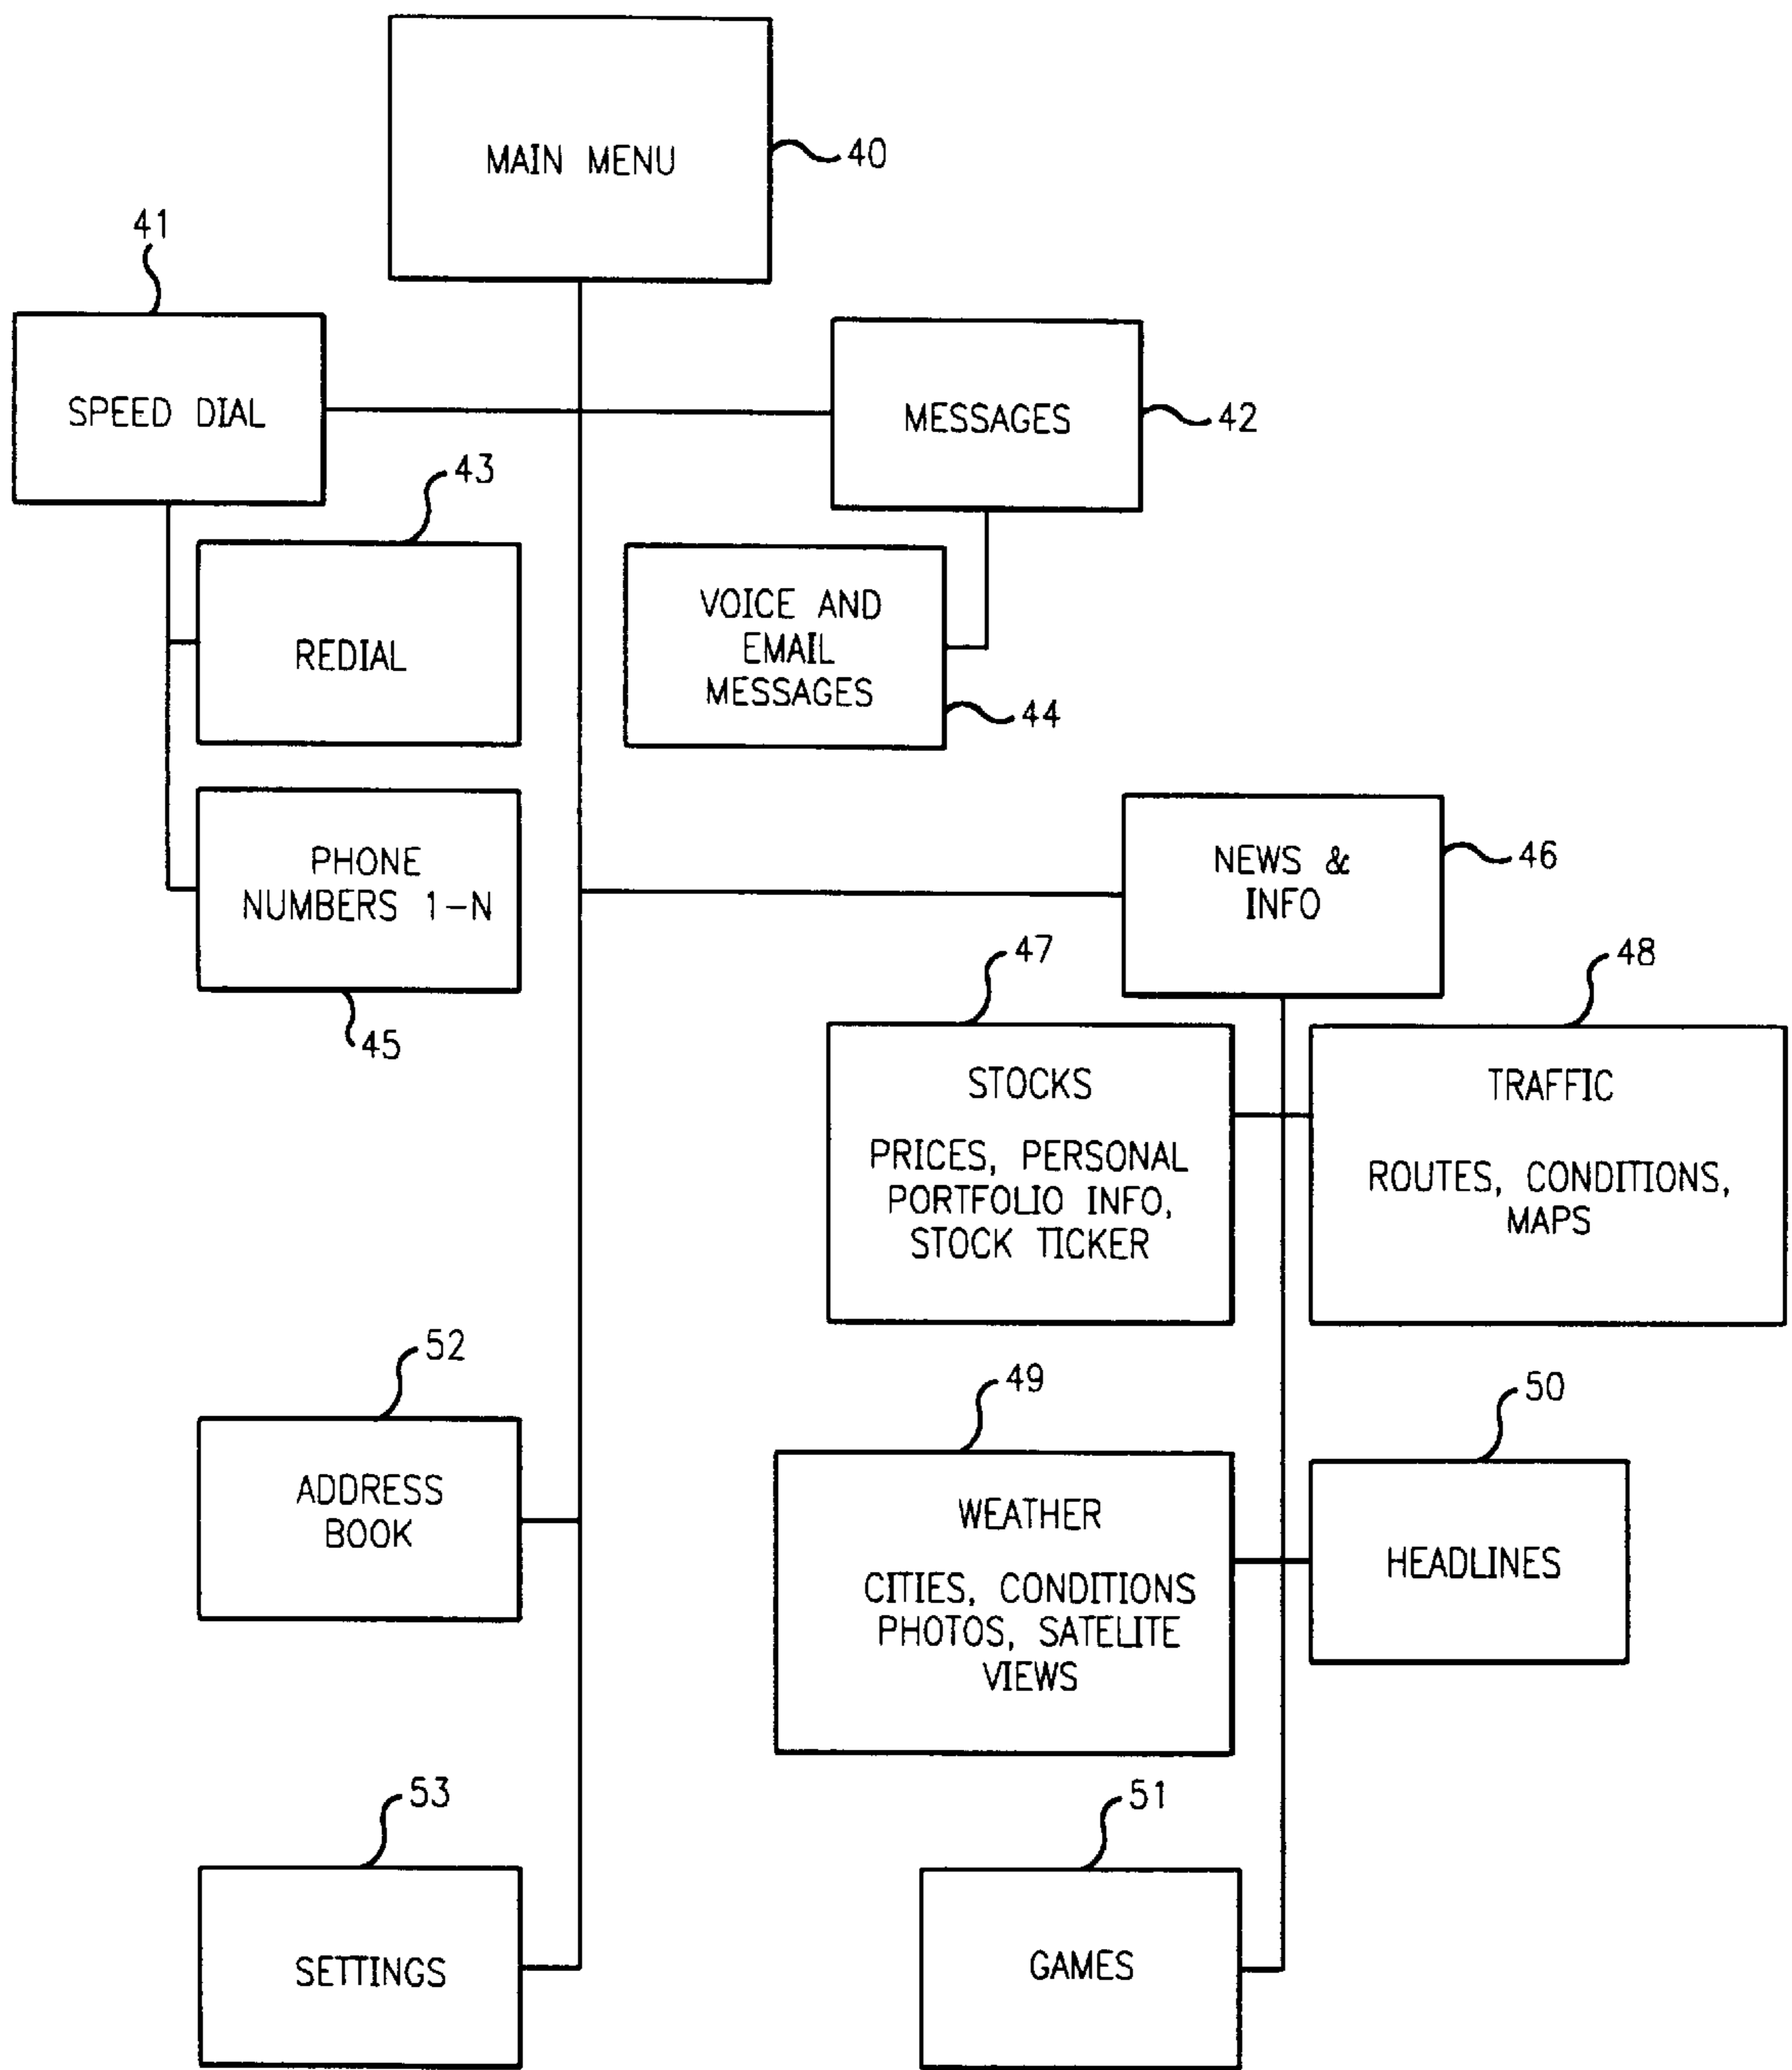 MAIN MENU
40
41
SPEED DIAL
MESSAGES
42
43
REDIAL
VOICE AND
EMAIL
MESSAGES
44
PHONE
NUMBERS 1-N
45
NEWS &
INFO
46
47
STOCKS
PRICES, PERSONAL
PORTFOLIO INFO,
STOCK TICKER
48
TRAFFIC
ROUTES, CONDITIONS,
MAPS
52
ADDRESS
BOOK
49
WEATHER
CITIES, CONDITIONS
PHOTOS, SATELITE
VIEWS
50
HEADLINES
53
SETTINGS
51
GAMES